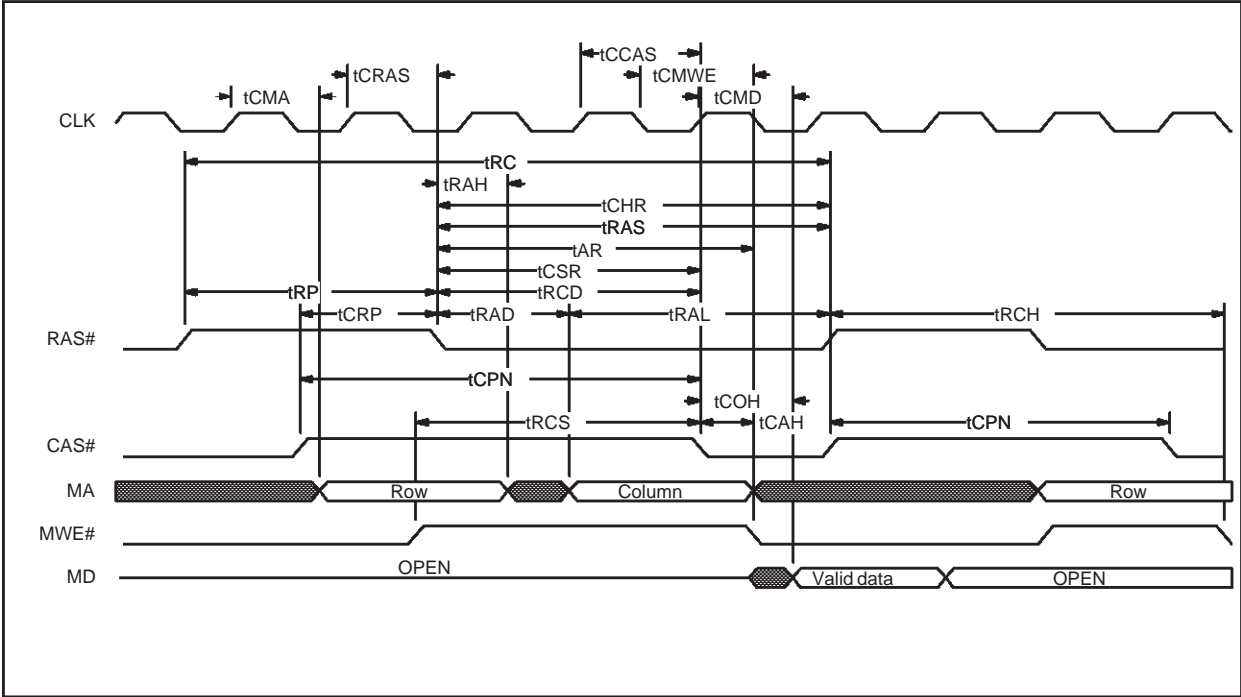 tCCAS
tCRAS tCMWE
tCMA tCMD
CLK
tRC
tRAH
tCHR
tRAS
tAR
tCSR
tRP tRCD
tCRP tRAD tRAL tRCH
RAS#
tCPN
tCOH
tRCS tCAH tCPN
CAS#
MA Row Column Row
MWE#
MD OPEN Valid data OPEN